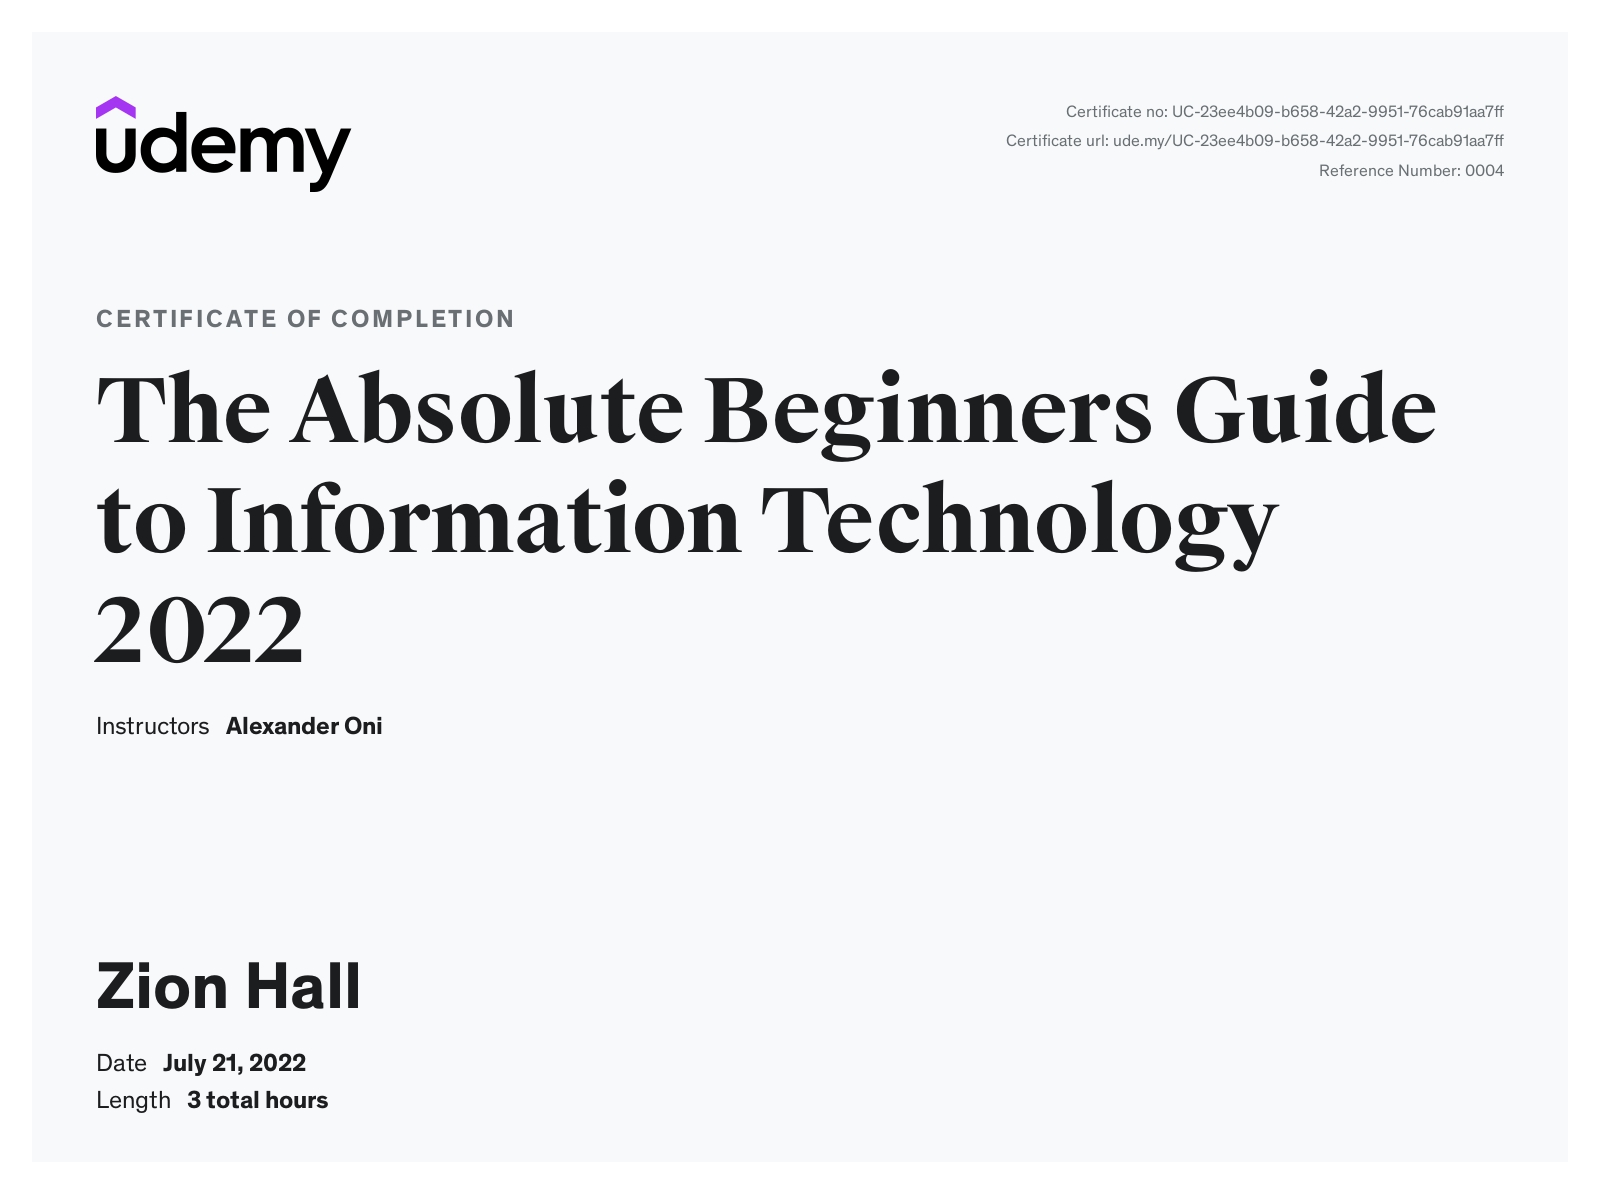 udemy
Certificate no: UC-23ee4b09-b658-42a2-9951-76cab91aa7ff
Certificate url: ude.my/UC-23ee4b09-b658-42a2-9951-76cab91aa7ff
Reference Number: 0004
CERTIFICATE OF COMPLETION
The Absolute Beginners Guide
to Information Technology
2022
Instructors Alexander Oni
Zion Hall
Date July 21, 2022
Length 3 total hours